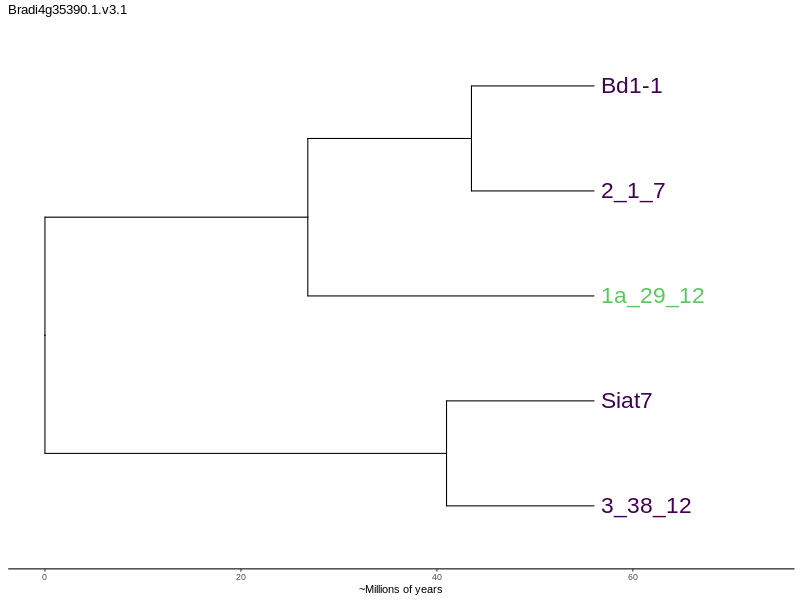 Bradi4g35390.1.v3.1
Bd1-1
2_1_7
1a_29_12
Siat7
3_38_12
0 20 40 60
~Millions of years